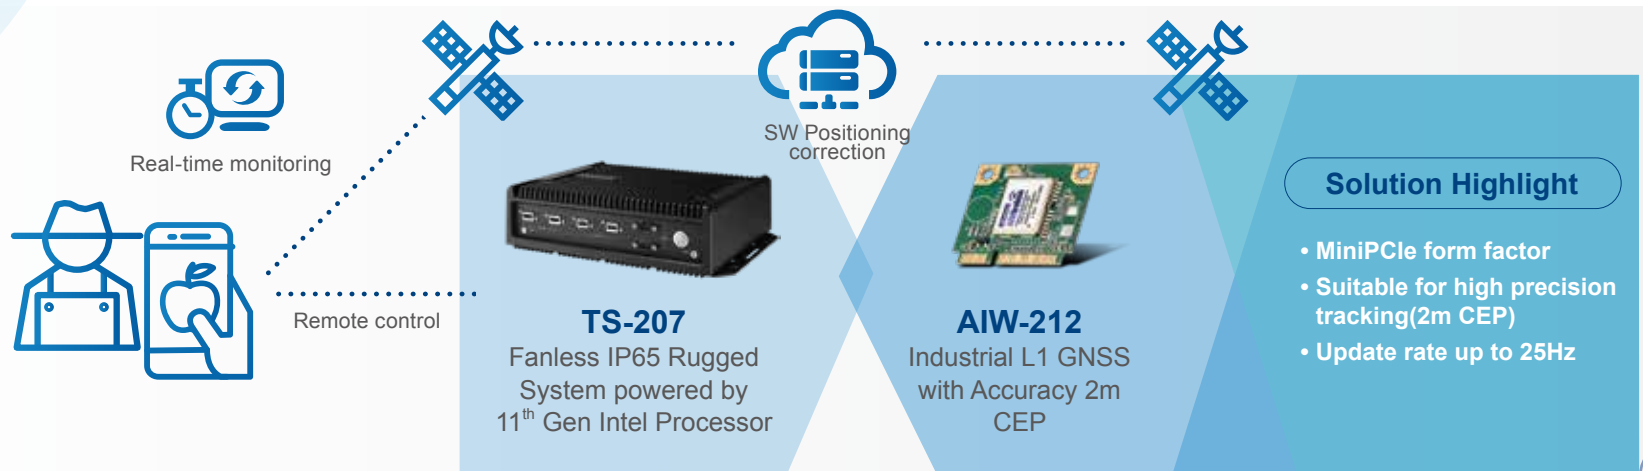 Real-time monitoring
Remote control
SW Positioning
correction
TS-207
Fanless IP65 Rugged
System powered by
11th Gen Intel Processor
AIW-212
Industrial L1 GNSS
with Accuracy 2m
CEP
Solution Highlight
• MiniPCIe form factor
• Suitable for high precision
tracking(2m CEP)
• Update rate up to 25Hz